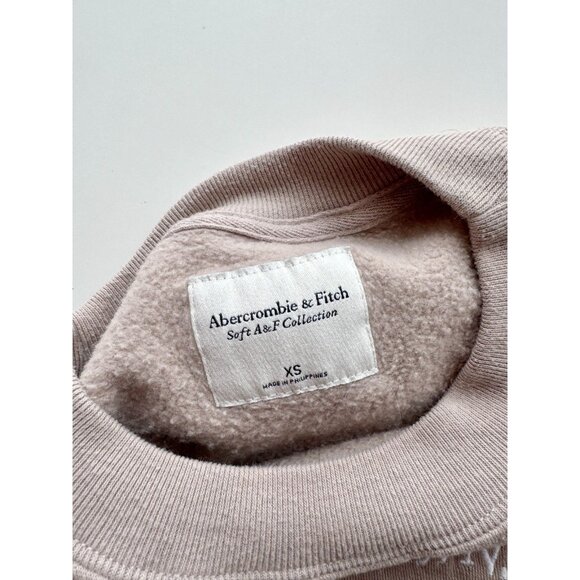 Abercrombie & Fitch
Soft A&F Collection
XS
MADE IN PHILIPPINES